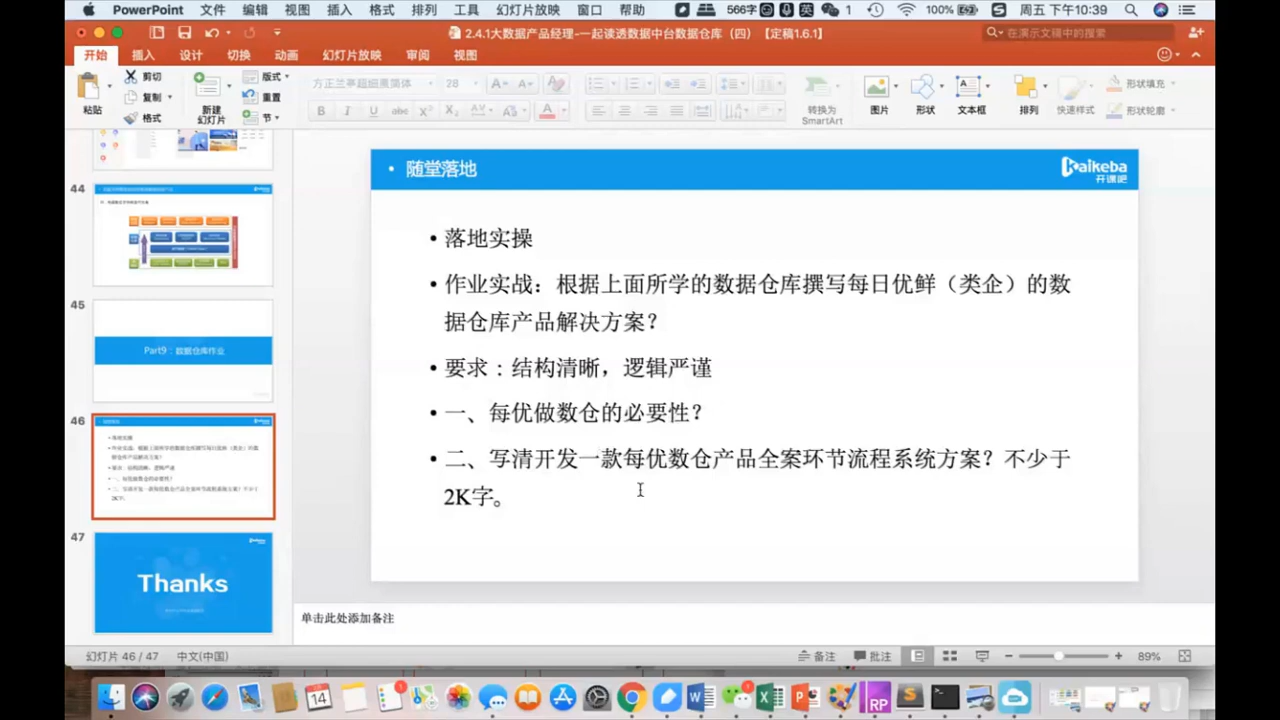 PowerPoint 文件 编辑 视图 插入 格式 排列 工具 幻灯片放映 窗口 帮助 566字 英 1 100% 周五 下午10:39
2.4.1大数据产品经理-一起读透数据中台数据仓库（四）【定稿1.6.1】 在演示文稿中搜索
开始 插入 设计 切换 动画 幻灯片放映 审阅 视图
粘贴 剪切 复制 格式 新建 幻灯片 版式 重置 节
方正兰亭超细黑简体 28
转换为 SmartArt 图片 形状 文本框 排列 快速样式 形状填充 形状轮廓
44
45
Part9：数据仓库作业
46
47
Thanks
随堂落地
Kaikeba
开课吧
• 落地实操
• 作业实战：根据上面所学的数据仓库撰写每日优鲜（类企）的数
据仓库产品解决方案？
• 要求：结构清晰，逻辑严谨
• 一、每优做数仓的必要性？
• 二、写清开发一款每优数仓产品全案环节流程系统方案？不少于
2K字。
单击此处添加备注
幻灯片 46 / 47 中文(中国) 备注 批注 89%